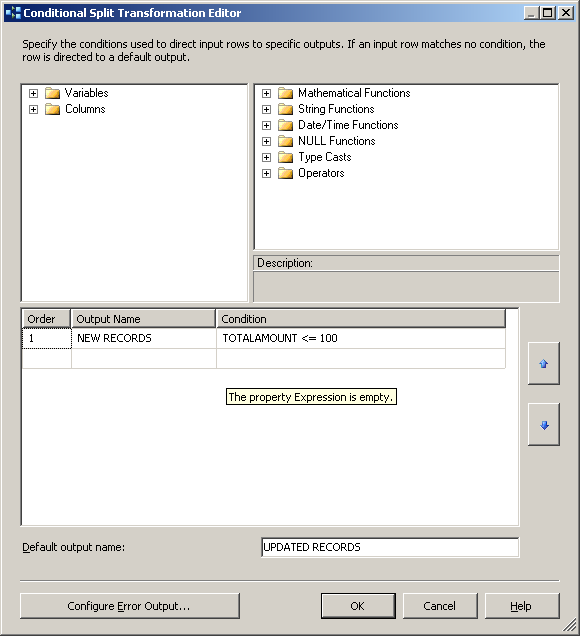 Conditional Split Transformation Editor
Specify the conditions used to direct input rows to specific outputs. If an input row matches no condition, the
row is directed to a default output.
Variables
Columns
Mathematical Functions
String Functions
Date/Time Functions
NULL Functions
Type Casts
Operators
Description:
Order Output Name Condition
1 NEW RECORDS TOTALAMOUNT <= 100
The property Expression is empty.
Default output name: UPDATED RECORDS
Configure Error Output... OK Cancel Help